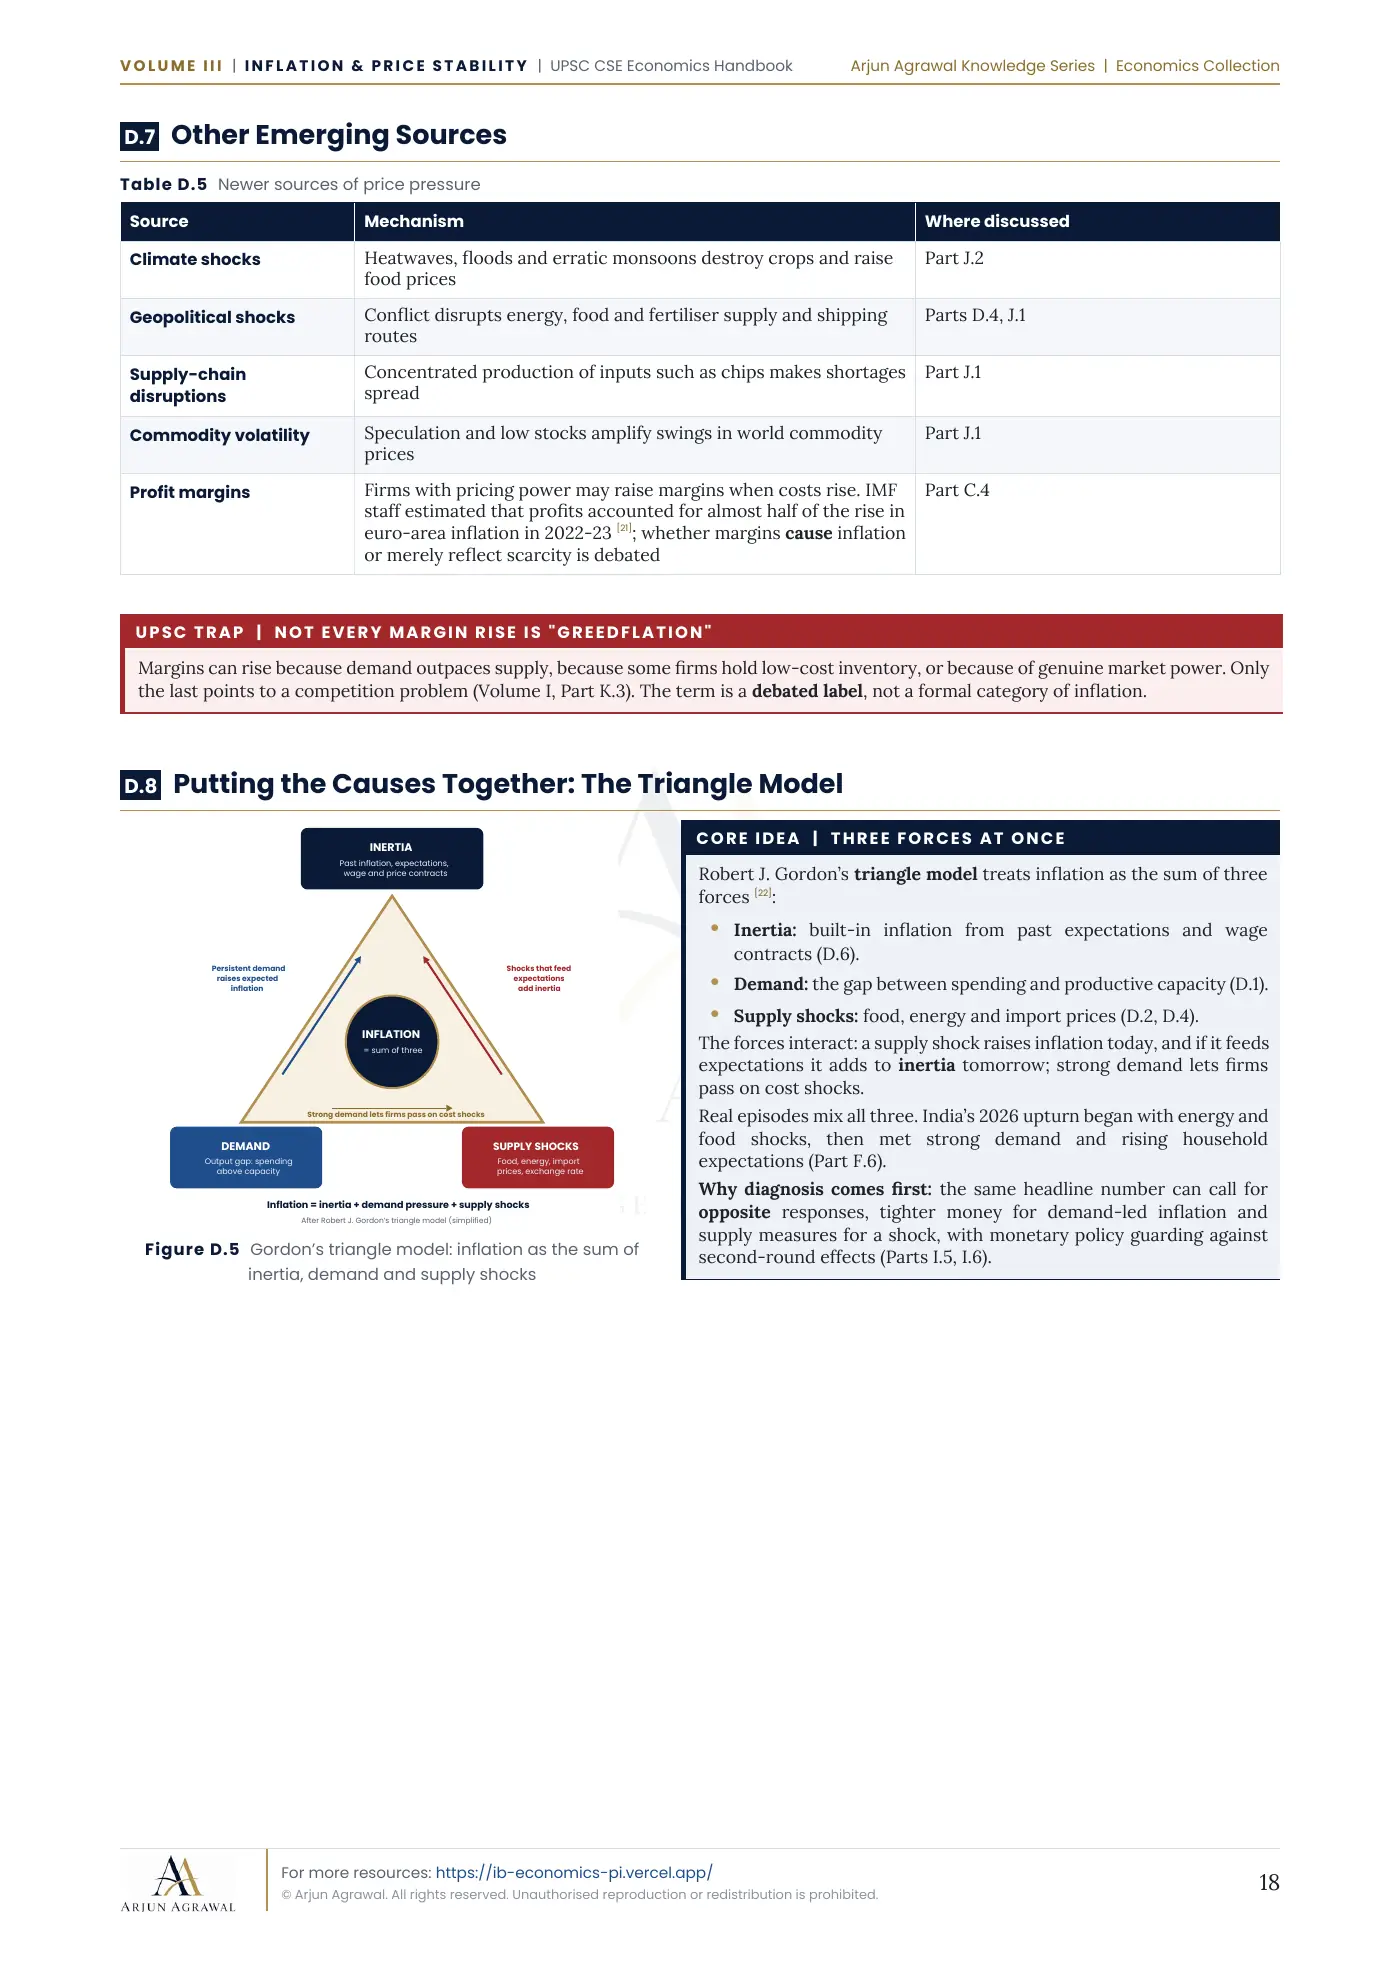 VOLUME III | INFLATION & PRICE STABILITY | UPSC CSE Economics Handbook Arjun Agrawal Knowledge Series | Economics Collection
D.7 Other Emerging Sources
Table D.5 Newer sources of price pressure
Source Mechanism Where discussed
Climate shocks Heatwaves, floods and erratic monsoons destroy crops and raise Part J.2
food prices
Geopolitical shocks Conflict disrupts energy, food and fertiliser supply and shipping Parts D.4, J.1
routes
Supply-chain Concentrated production of inputs such as chips makes shortages Part J.1
disruptions spread
Commodity volatility Speculation and low stocks amplify swings in world commodity Part J.1
prices
Profit margins Firms with pricing power may raise margins when costs rise. IMF Part C.4
staff estimated that profits accounted for almost half of the rise in
euro-area inflation in 2022-23 [21]; whether margins cause inflation
or merely reflect scarcity is debated
UPSC TRAP | NOT EVERY MARGIN RISE IS "GREEDFLATION"
Margins can rise because demand outpaces supply, because some firms hold low-cost inventory, or because of genuine market power. Only
the last points to a competition problem (Volume I, Part K.3). The term is a debated label, not a formal category of inflation.
D.8 Putting the Causes Together: The Triangle Model
INERTIA
Past inflation, expectations,
wage and price contracts
Persistent demand
raises expected
inflation
Shocks that feed
expectations
add inertia
INFLATION
= sum of three
Strong demand lets firms pass on cost shocks
DEMAND
Output gap: spending
above capacity
SUPPLY SHOCKS
Food, energy, import
prices, exchange rate
Inflation = inertia + demand pressure + supply shocks
After Robert J. Gordon's triangle model (simplified)
Figure D.5 Gordon's triangle model: inflation as the sum of
inertia, demand and supply shocks
CORE IDEA | THREE FORCES AT ONCE
Robert J. Gordon's triangle model treats inflation as the sum of three
forces [22]:
• Inertia: built-in inflation from past expectations and wage
contracts (D.6).
• Demand: the gap between spending and productive capacity (D.1).
• Supply shocks: food, energy and import prices (D.2, D.4).
The forces interact: a supply shock raises inflation today, and if it feeds
expectations it adds to inertia tomorrow; strong demand lets firms
pass on cost shocks.
Real episodes mix all three. India's 2026 upturn began with energy and
food shocks, then met strong demand and rising household
expectations (Part F.6).
Why diagnosis comes first: the same headline number can call for
opposite responses, tighter money for demand-led inflation and
supply measures for a shock, with monetary policy guarding against
second-round effects (Parts I.5, I.6).
ARJUN AGRAWAL
For more resources: https://ib-economics-pi.vercel.app/
© Arjun Agrawal. All rights reserved. Unauthorised reproduction or redistribution is prohibited.
18